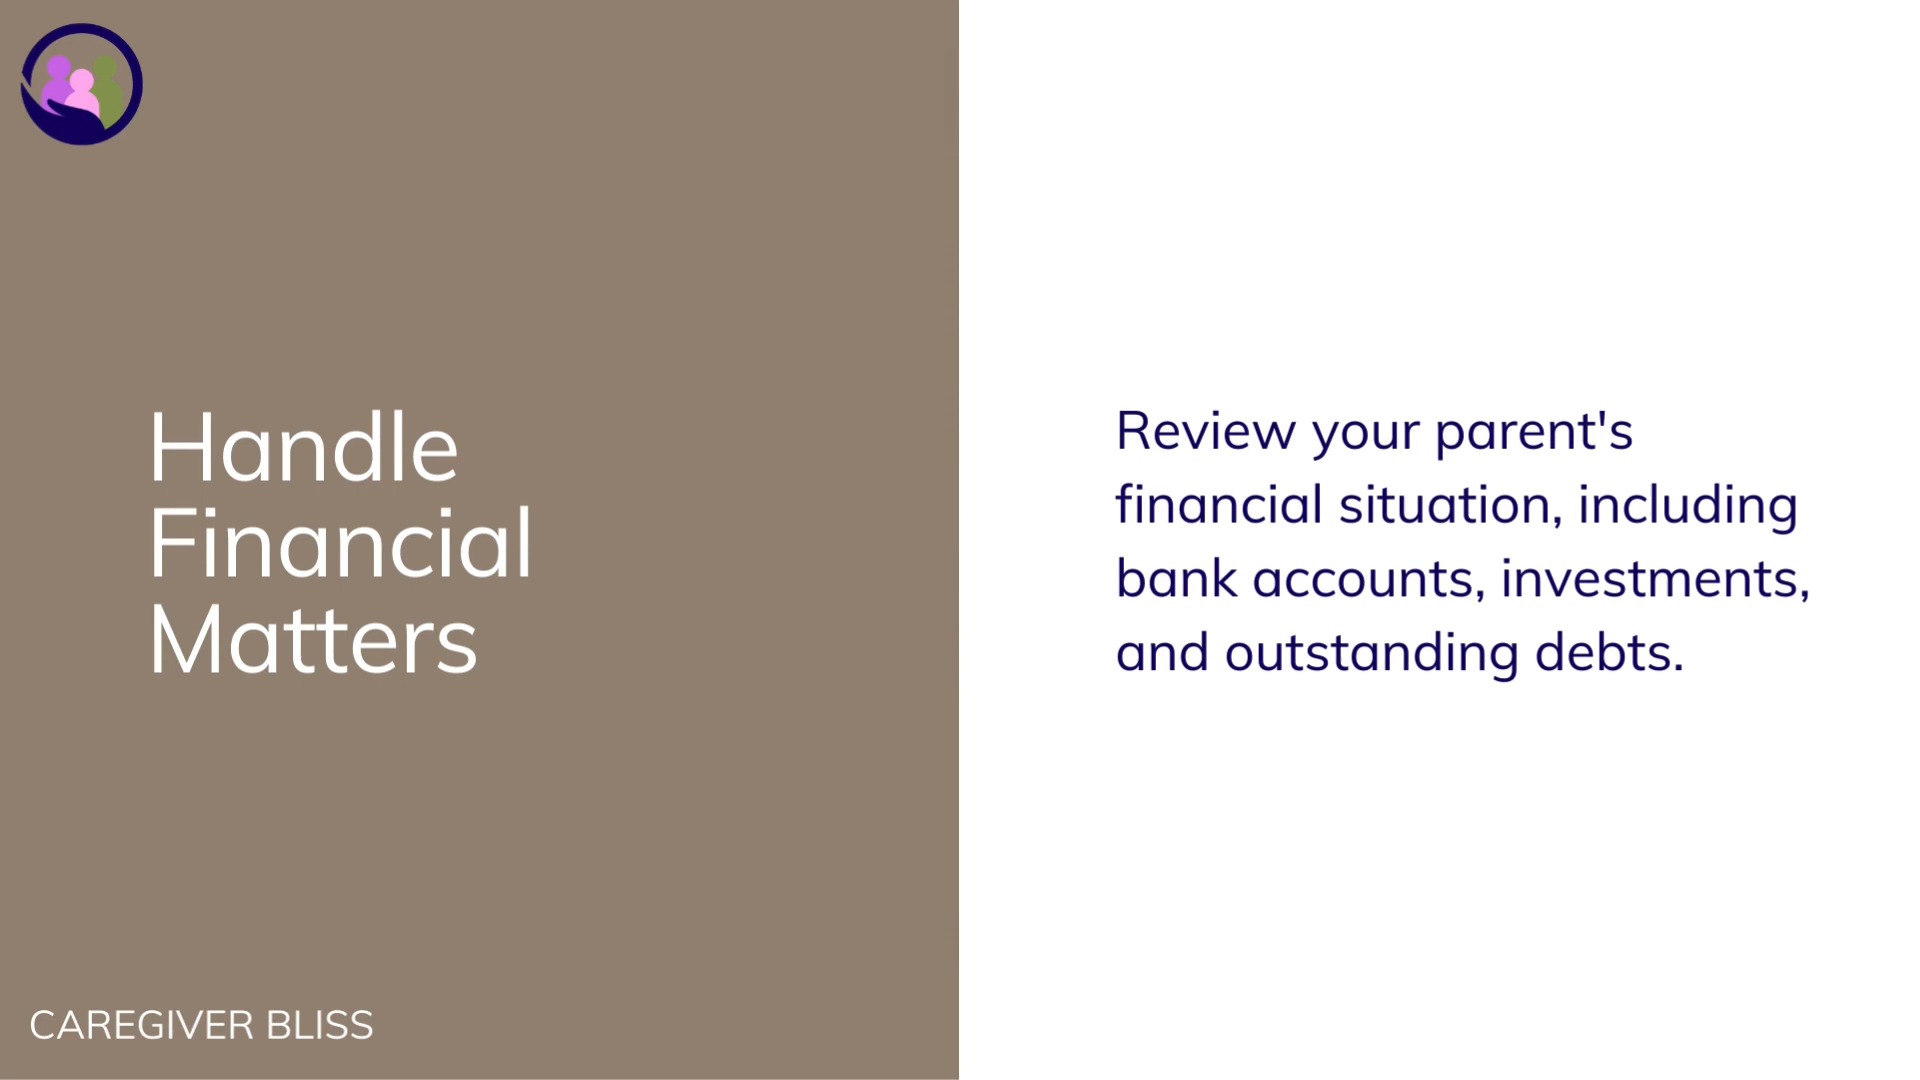 Handle
Financial
Matters
Review your parent's
financial situation, including
bank accounts, investments,
and outstanding debts.
CAREGIVER BLISS